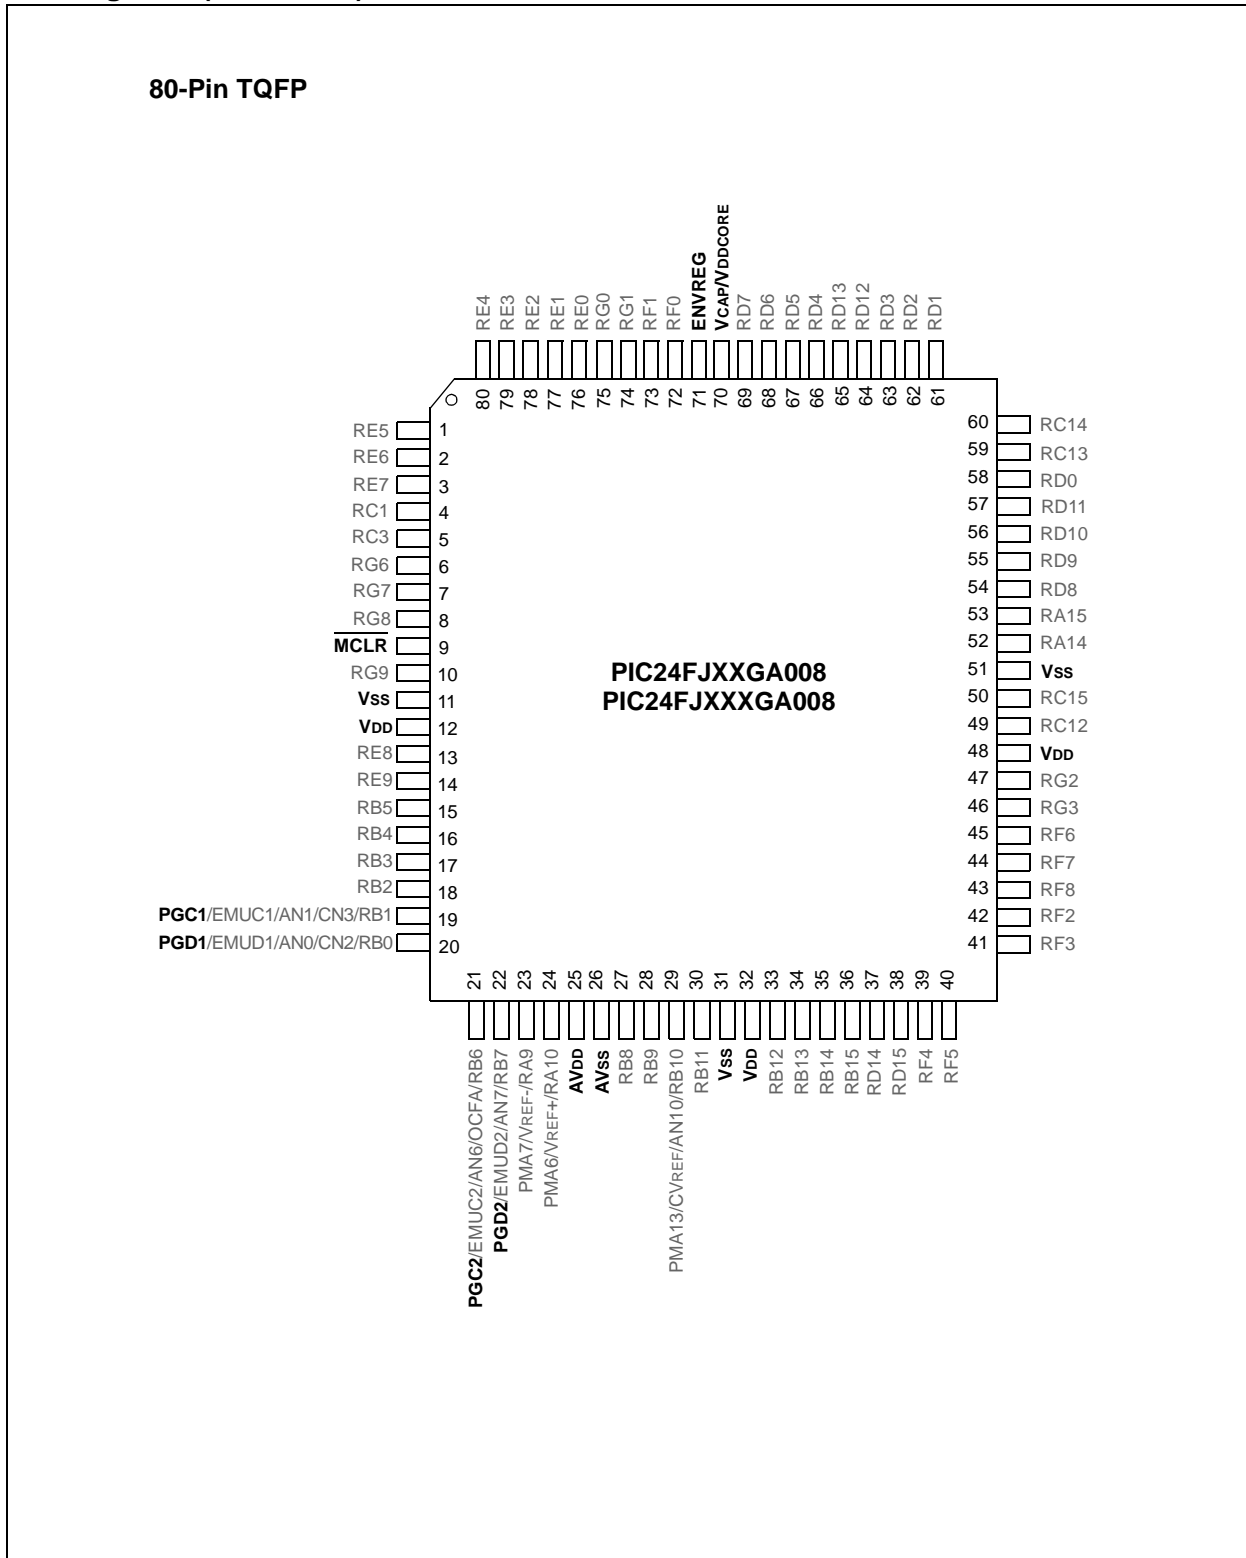 80-Pin TQFP
RE4
RE3
RE2
RE1
RE0
RG0
RG1
RF1
RF0
ENVREG
VCAP/VDDCORE
RD7
RD6
RD5
RD4
RD13
RD12
RD3
RD2
RD1
80
79
78
77
76
75
74
73
72
71
70
69
68
67
66
65
64
63
62
61
RE5 1
RE6 2
RE7 3
RC1 4
RC3 5
RG6 6
RG7 7
RG8 8
MCLR 9
RG9 10
VSS 11
VDD 12
RE8 13
RE9 14
RB5 15
RB4 16
RB3 17
RB2 18
PGC1/EMUC1/AN1/CN3/RB1 19
PGD1/EMUD1/AN0/CN2/RB0 20
PIC24FJXXGA008
PIC24FJXXXGA008
60 RC14
59 RC13
58 RD0
57 RD11
56 RD10
55 RD9
54 RD8
53 RA15
52 RA14
51 VSS
50 RC15
49 RC12
48 VDD
47 RG2
46 RG3
45 RF6
44 RF7
43 RF8
42 RF2
41 RF3
21
22
23
24
25
26
27
28
29
30
31
32
33
34
35
36
37
38
39
40
PGC2/EMUC2/AN6/OCFA/RB6
PGD2/EMUD2/AN7/RB7
PMA7/VREF-/RA9
PMA6/VREF+/RA10
AVDD
AVSS
RB8
RB9
PMA13/CVREF/AN10/RB10
RB11
VSS
VDD
RB12
RB13
RB14
RB15
RD14
RD15
RF4
RF5